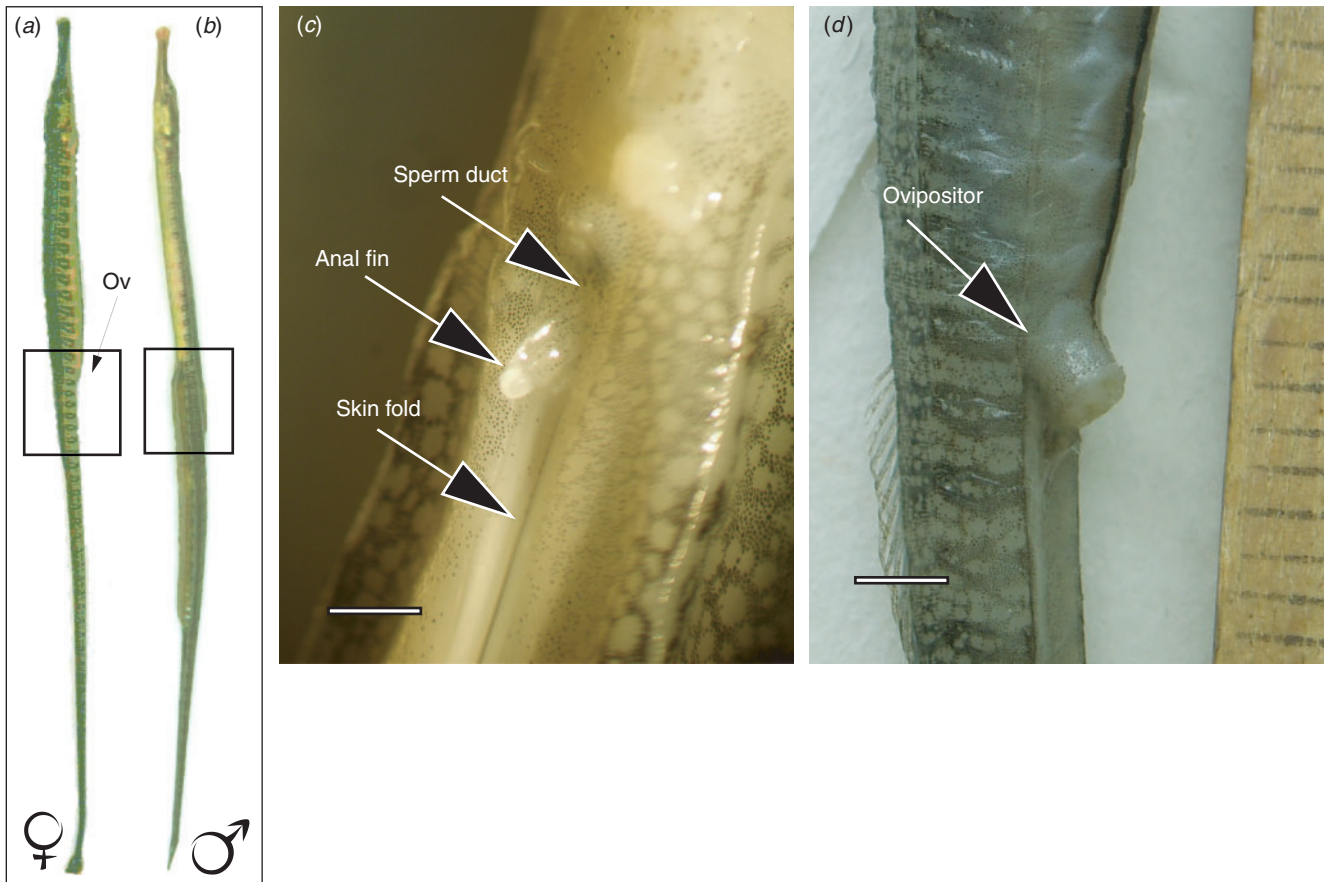 (a)
(b)
Ov
♀
♂
(c)
Sperm duct
Anal fin
Skin fold
(d)
Ovipositor